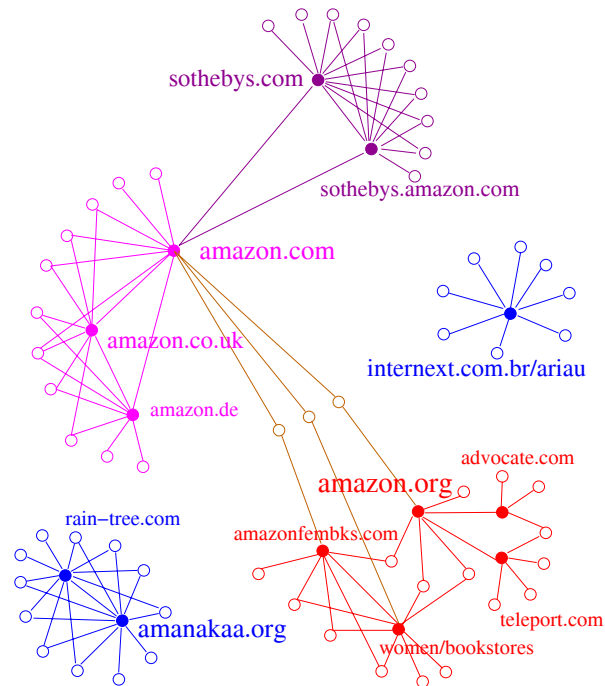 sothebys.com
sothebys.amazon.com
amazon.com
amazon.co.uk
internext.com.br/ariau
amazon.de
advocate.com
amazon.org
rain−tree.com
amazonfembks.com
teleport.com
amanakaa.org
women/bookstores